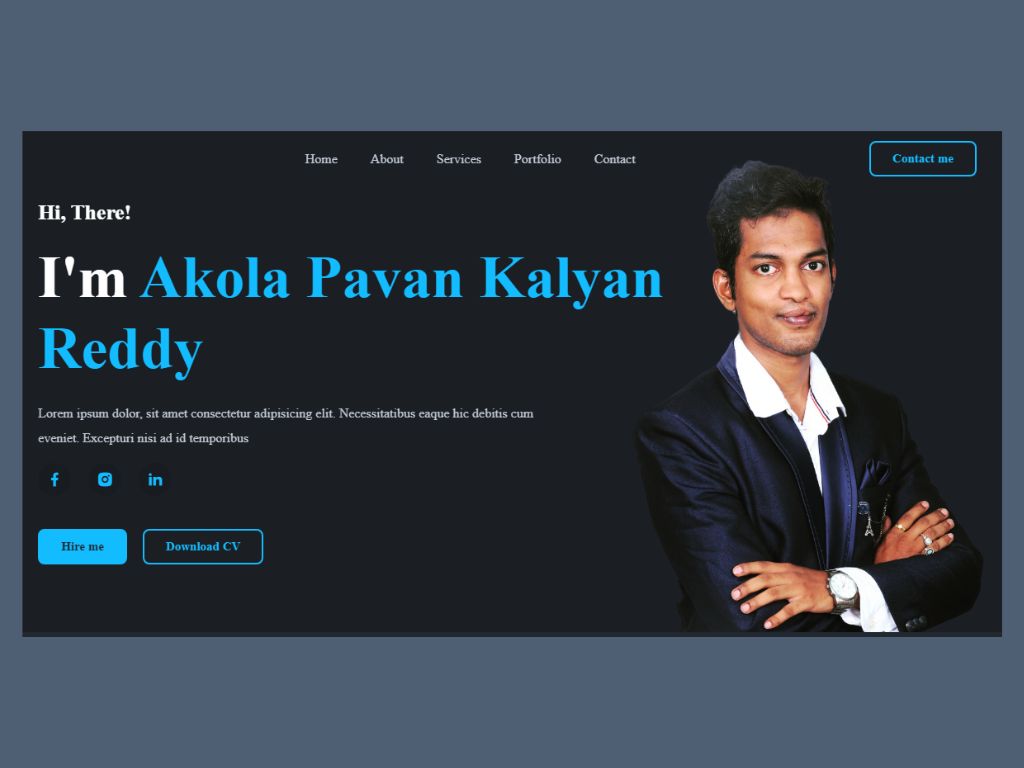 Home About Services Portfolio Contact Contact me
Hi, There!
I'm Akola Pavan Kalyan
Reddy
Lorem ipsum dolor, sit amet consectetur adipisicing elit. Necessitatibus eaque hic debitis cum
eveniet. Excepturi nisi ad id temporibus
Hire me Download CV